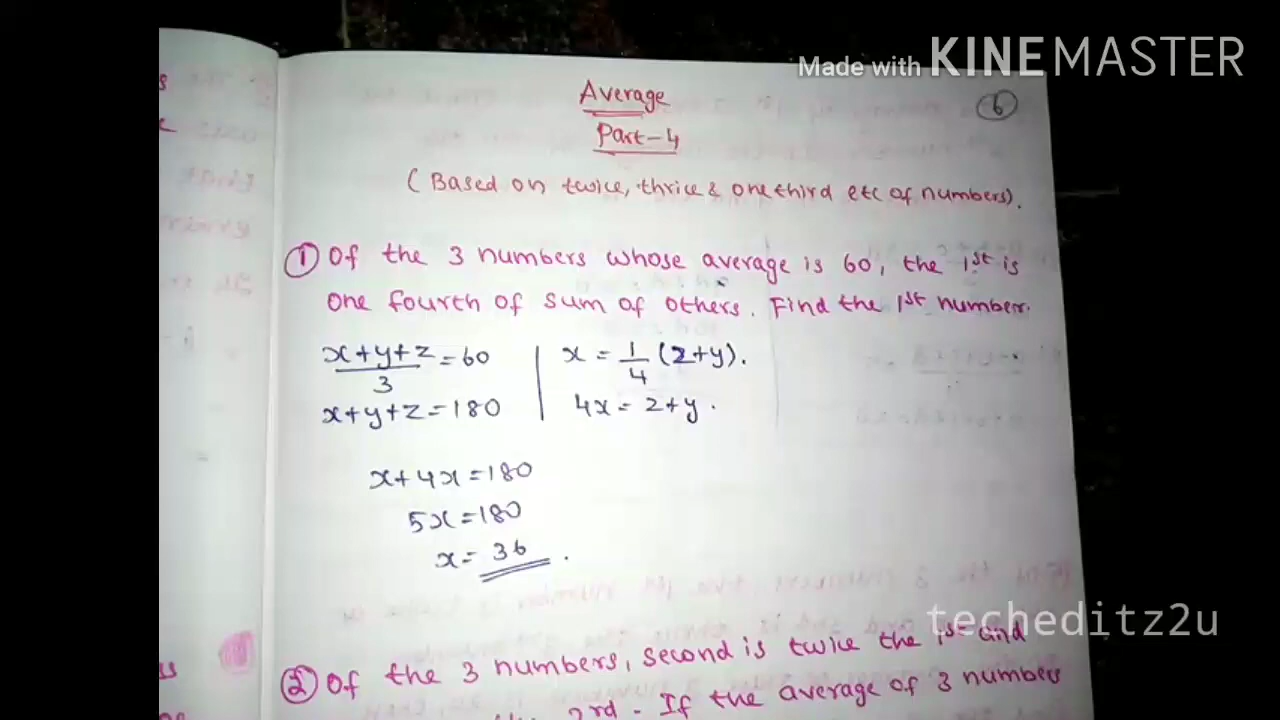 Made with KINEMASTER
Average
Part-4
6
(Based on twice, thrice & one third etc of numbers).
① Of the 3 numbers whose average is 60, the 1st is
one fourth of sum of others. Find the 1st number.
x+y+z/3 = 60 | x = 1/4 (z+y).
x+y+z=180 | 4x = z+y.
x+4x=180
5x=180
x=36.
techeditz2u
② Of the 3 numbers, second is twice the 1st and
3rd. If the average of 3 numbers